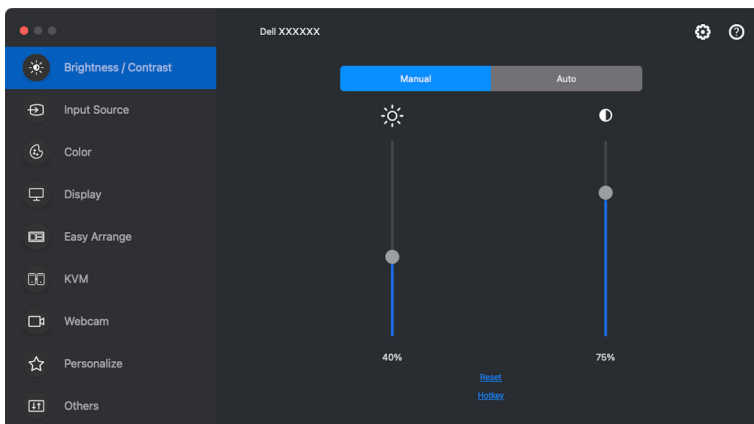 Dell XXXXXX
Brightness / Contrast
Input Source
Color
Display
Easy Arrange
KVM
Webcam
Personalize
Others
Manual
Auto
40%
75%
Reset
Hotkey